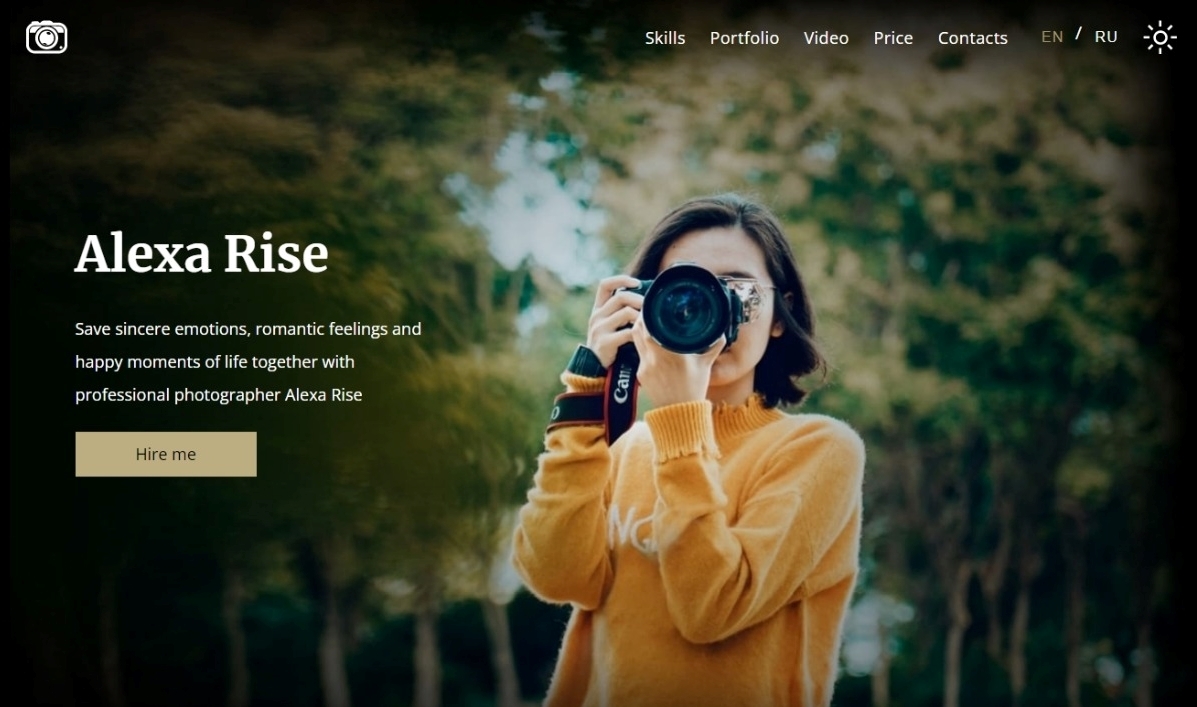 Skills Portfolio Video Price Contacts EN / RU
Alexa Rise
Save sincere emotions, romantic feelings and
happy moments of life together with
professional photographer Alexa Rise
Hire me